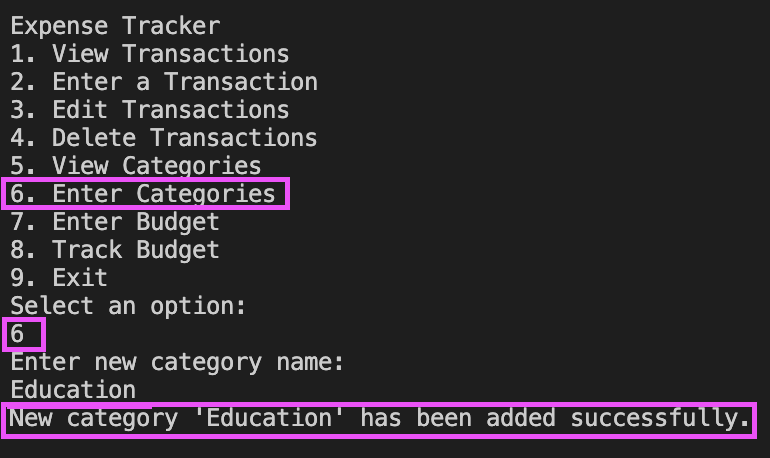 Expense Tracker
1. View Transactions
2. Enter a Transaction
3. Edit Transactions
4. Delete Transactions
5. View Categories
6. Enter Categories
7. Enter Budget
8. Track Budget
9. Exit
Select an option:
6
Enter new category name:
Education
New category 'Education' has been added successfully.